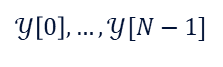 𝒴[0], … , 𝒴[N − 1]